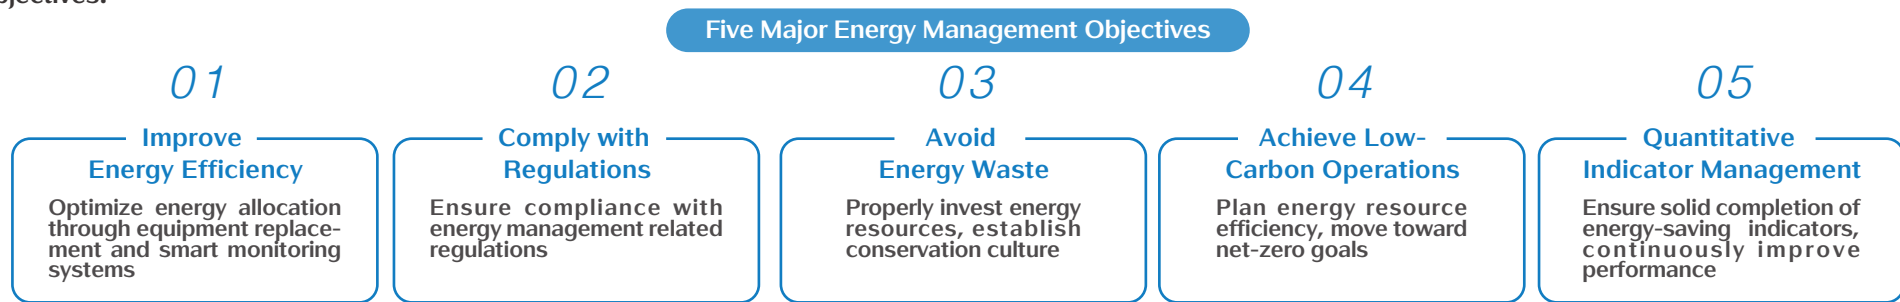 Five Major Energy Management Objectives
01
Improve
Energy Efficiency
Optimize energy allocation
through equipment replace-
ment and smart monitoring
systems
02
Comply with
Regulations
Ensure compliance with
energy management related
regulations
03
Avoid
Energy Waste
Properly invest energy
resources, establish
conservation culture
04
Achieve Low-
Carbon Operations
Plan energy resource
efficiency, move toward
net-zero goals
05
Quantitative
Indicator Management
Ensure solid completion of
energy-saving indicators,
continuously improve
performance